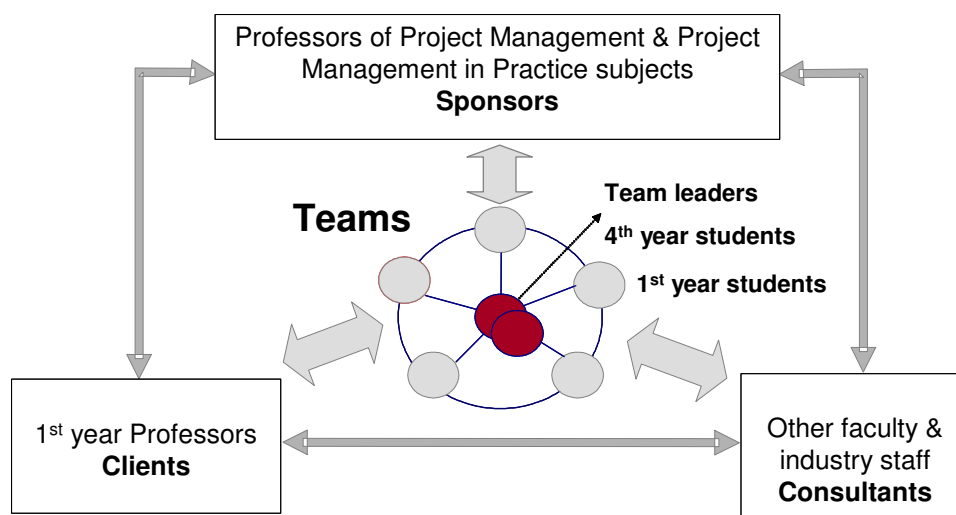 Professors of Project Management & Project
Management in Practice subjects
Sponsors
Teams
Team leaders
4th year students
1st year students
1st year Professors
Clients
Other faculty &
industry staff
Consultants